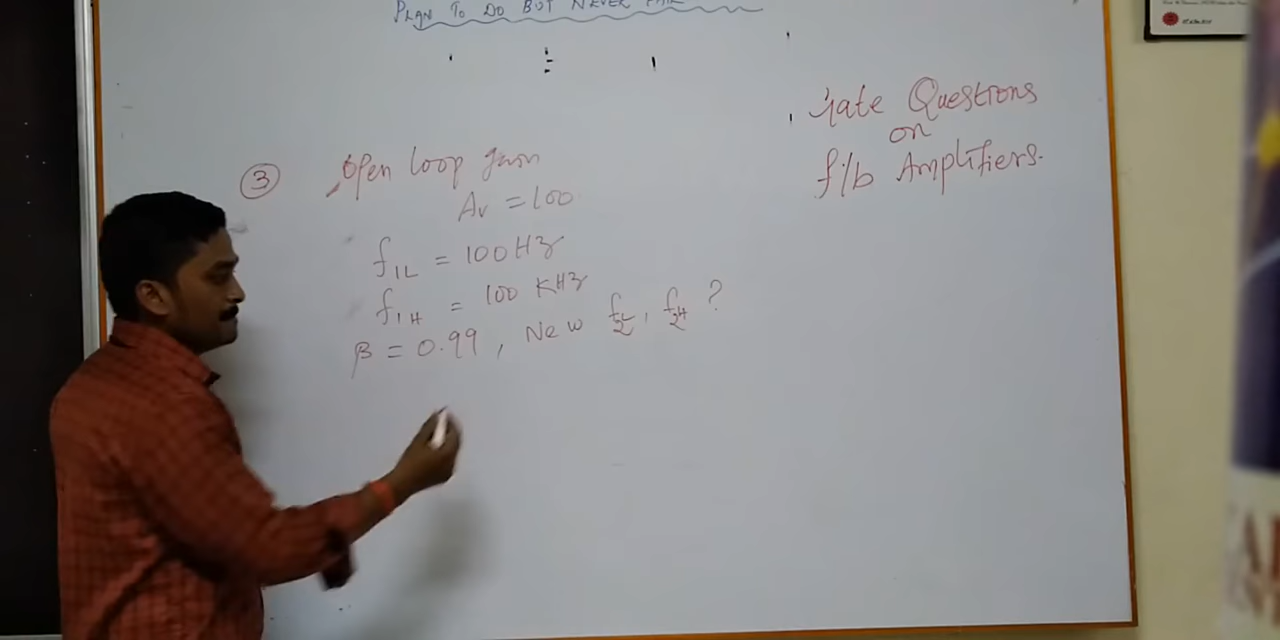 PLAN TO DO BUT NEVER FAIL
Gate Questions
on
f/b Amplifiers.
③ Open loop gain
Av = 100
f1L = 100 Hz
f1H = 100 KHz
β = 0.99, New f2L, f2H ?